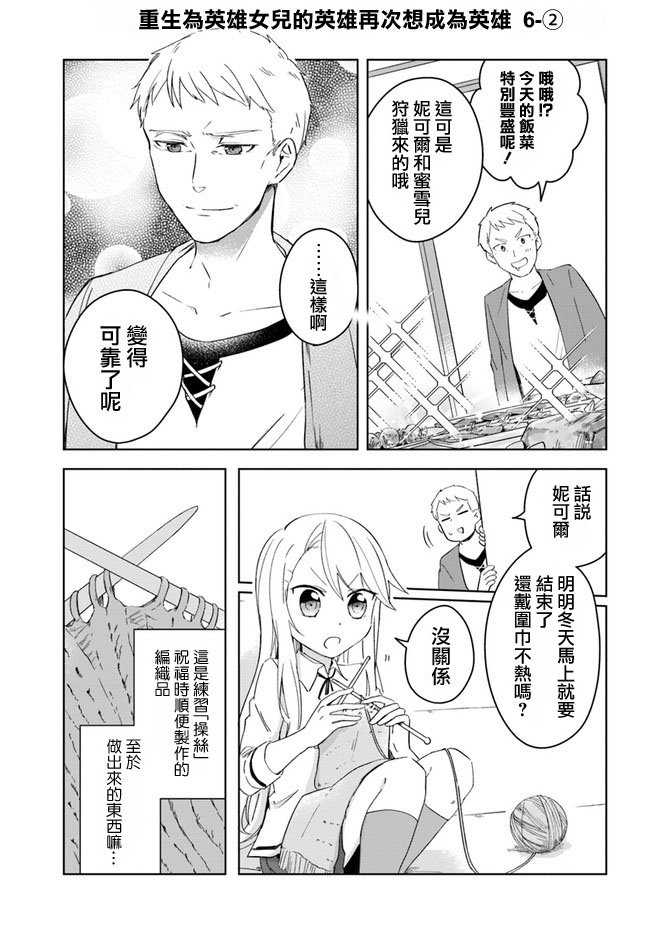 重生為英雄女兒的英雄再次想成為英雄 6-②
哦哦!?
今天的飯菜
特別豐盛呢！
這可是
妮可爾和蜜雪兒
狩獵來的哦
……這樣啊
變得
可靠了呢
話說
妮可爾
明明冬天馬上就要
結束了
還戴圍巾不熱嗎？
沒關係
這是練習「操絲」
祝福時順便製作的
編織品
至於
做出來的東西嘛…